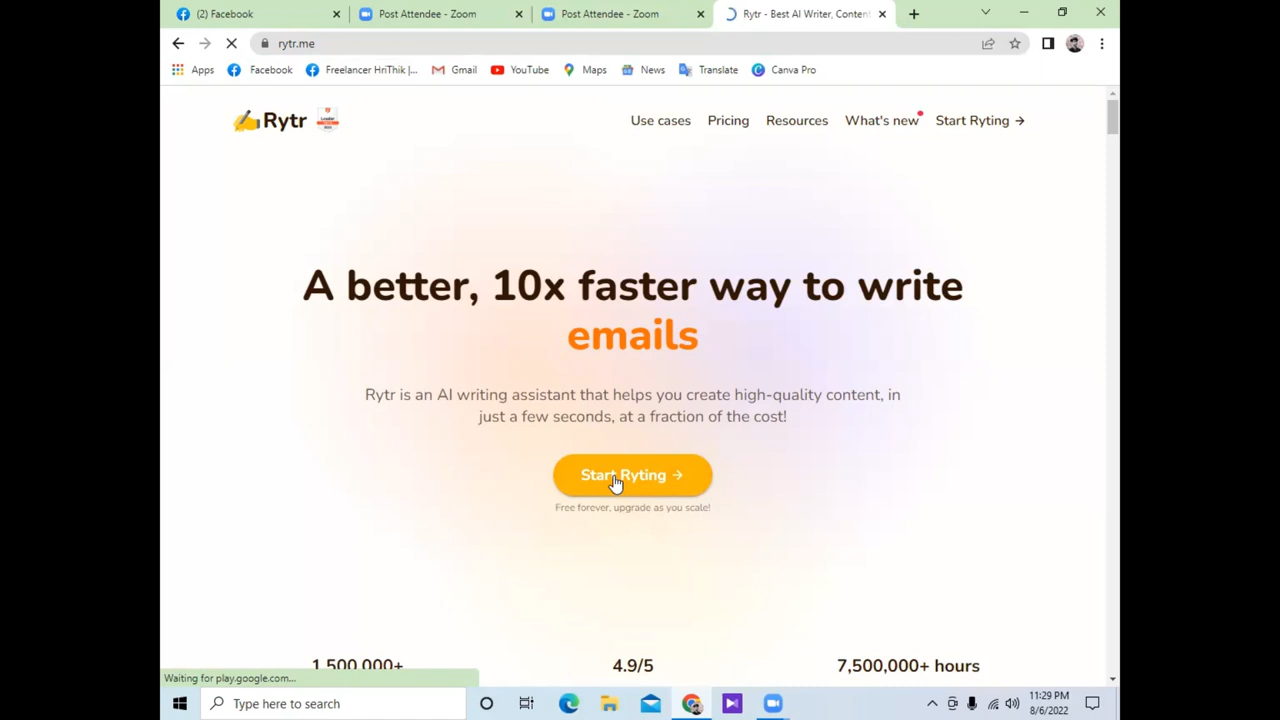 (2) Facebook
Post Attendee - Zoom
Post Attendee - Zoom
Rytr - Best AI Writer, Conten
rytr.me
Apps
Facebook
Freelancer HriThik |...
Gmail
YouTube
Maps
News
Translate
Canva Pro
Rytr
Leader
Use cases
Pricing
Resources
What's new
Start Ryting →
A better, 10x faster way to write
emails
Rytr is an AI writing assistant that helps you create high-quality content, in
just a few seconds, at a fraction of the cost!
Start Ryting →
Free forever, upgrade as you scale!
1,500,000+
4.9/5
7,500,000+ hours
Waiting for play.google.com...
Type here to search
11:29 PM
8/6/2022